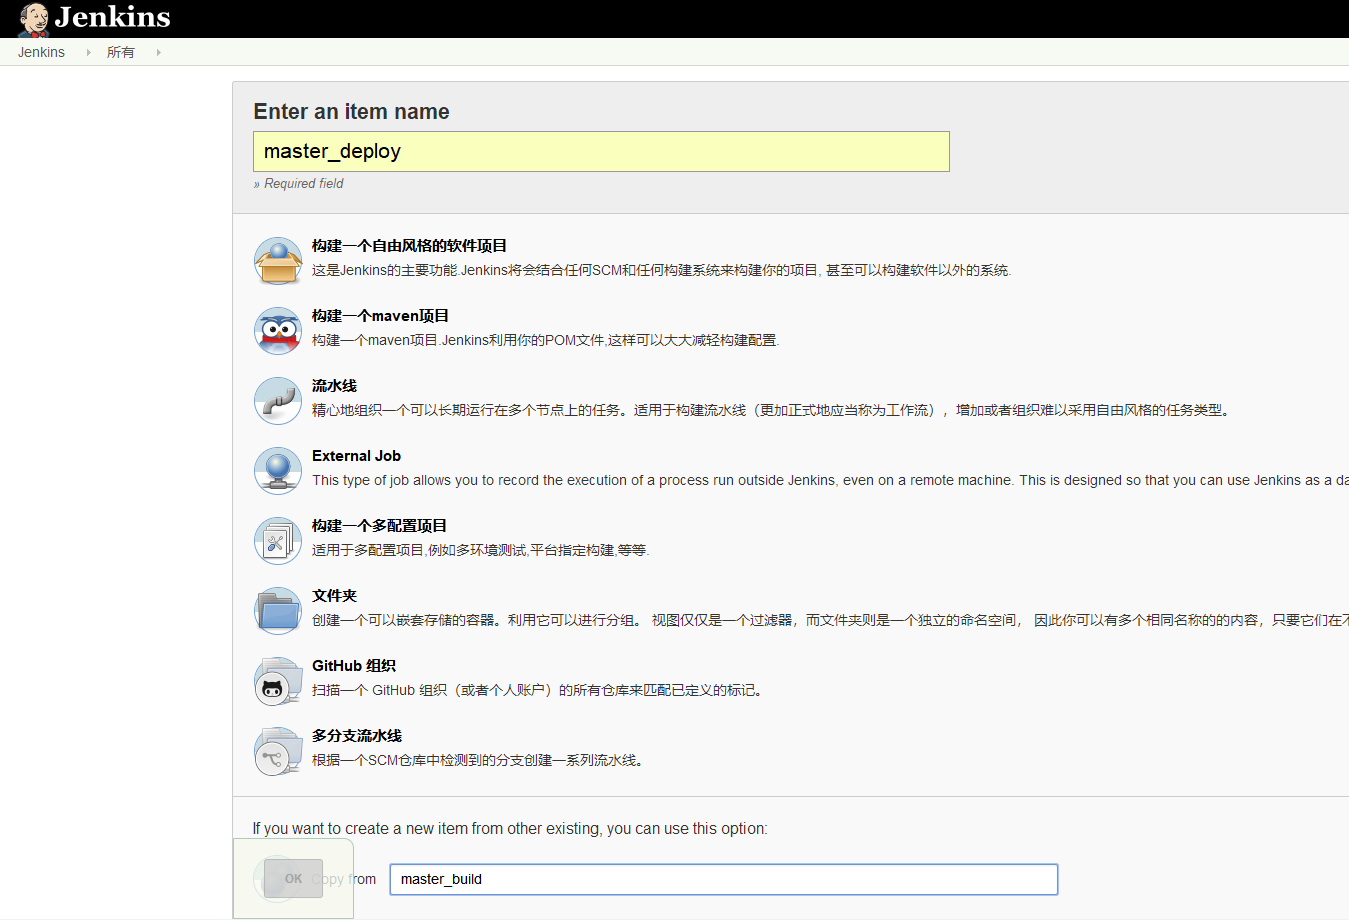 Jenkins
Jenkins 所有
Enter an item name
master_deploy
» Required field
构建一个自由风格的软件项目
这是Jenkins的主要功能.Jenkins将会结合任何SCM和任何构建系统来构建你的项目, 甚至可以构建软件以外的系统.
构建一个maven项目
构建一个maven项目.Jenkins利用你的POM文件,这样可以大大减轻构建配置.
流水线
精心地组织一个可以长期运行在多个节点上的任务。适用于构建流水线（更加正式地应当称为工作流），增加或者组织难以采用自由风格的任务类型。
External Job
This type of job allows you to record the execution of a process run outside Jenkins, even on a remote machine. This is designed so that you can use Jenkins as a da
构建一个多配置项目
适用于多配置项目,例如多环境测试,平台指定构建,等等.
文件夹
创建一个可以嵌套存储的容器。利用它可以进行分组。 视图仅仅是一个过滤器，而文件夹则是一个独立的命名空间， 因此你可以有多个相同名称的的内容，只要它们在不
GitHub 组织
扫描一个 GitHub 组织（或者个人账户）的所有仓库来匹配已定义的标记。
多分支流水线
根据一个SCM仓库中检测到的分支创建一系列流水线。
If you want to create a new item from other existing, you can use this option:
OK Copy from master_build